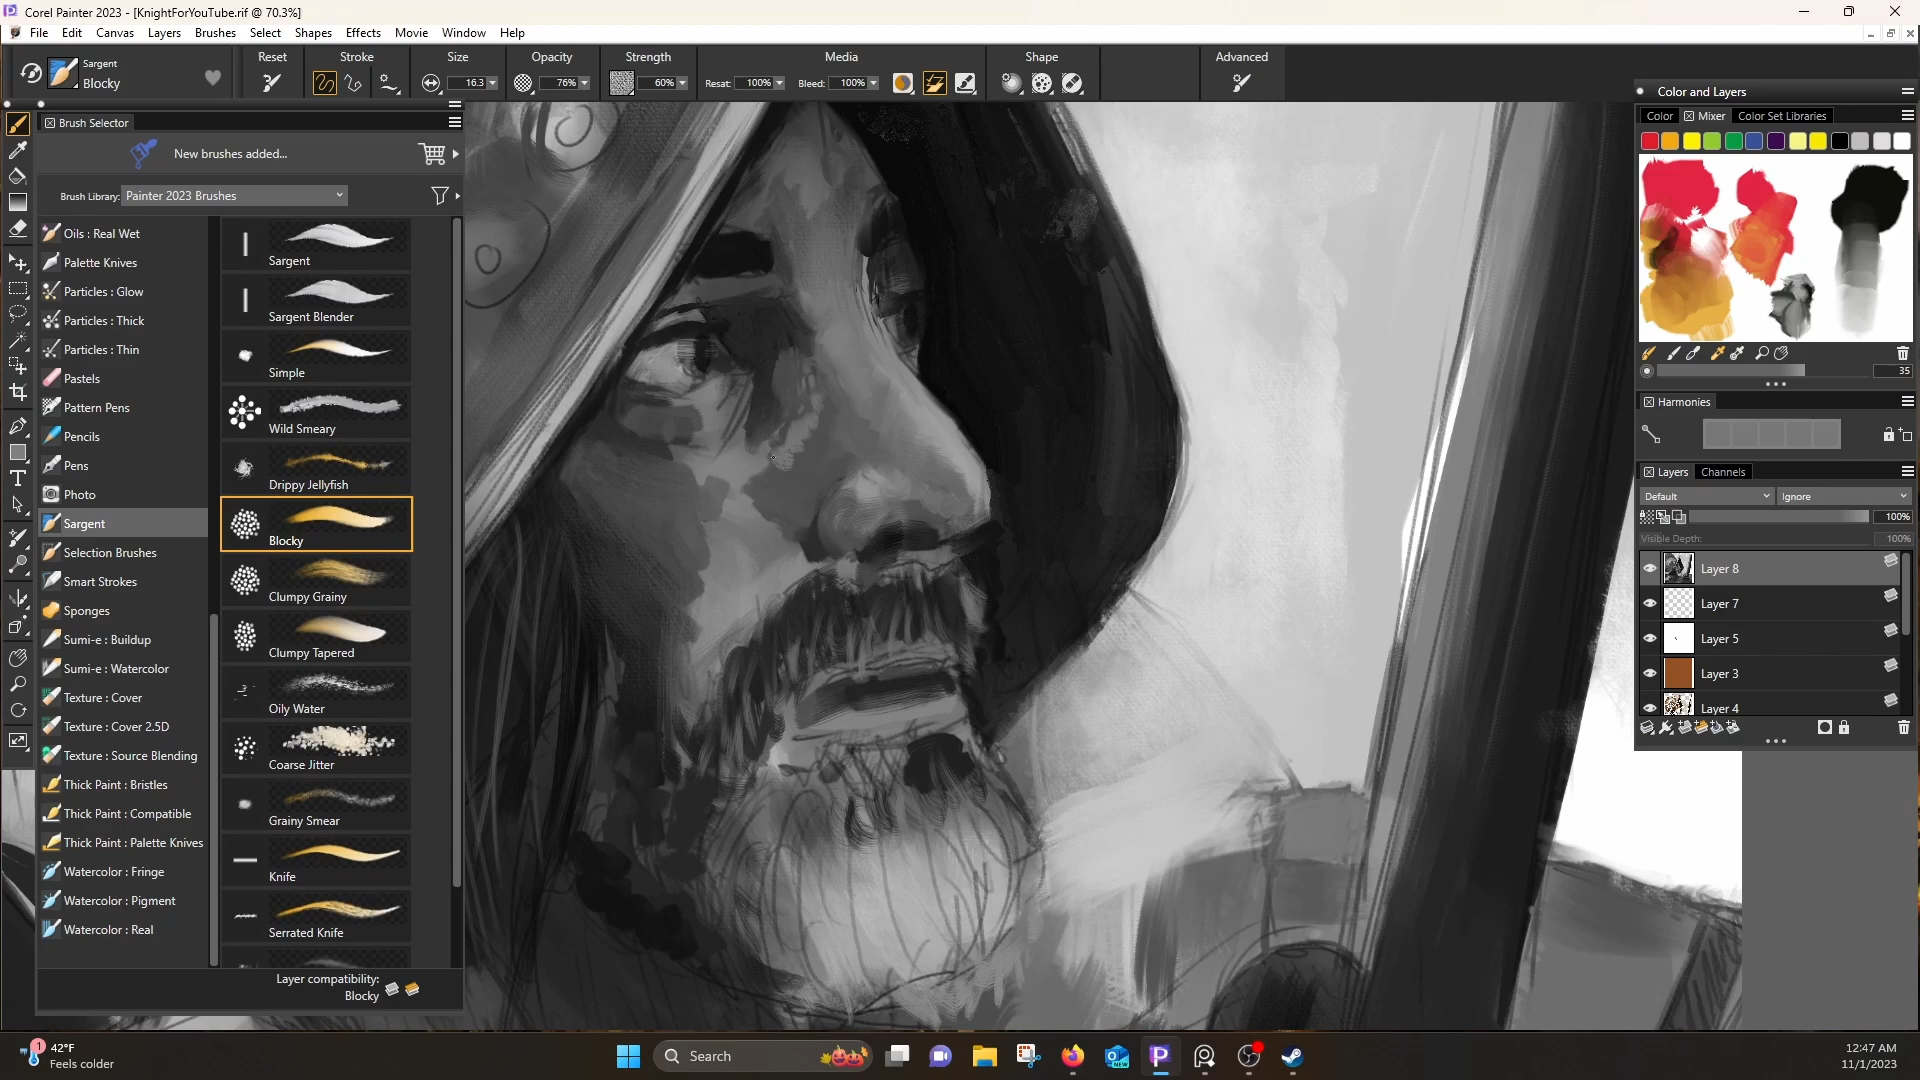 Corel Painter 2023 - [KnightForYouTube.rif @ 70.3%]
File Edit Canvas Layers Brushes Select Shapes Effects Movie Window Help
Sargent
Blocky
Reset Stroke Size Opacity Strength Media Shape Advanced
16.3 76% 60% Resat: 100% Bleed: 100%
Brush Selector
New brushes added...
Brush Library: Painter 2023 Brushes
Oils : Real Wet
Palette Knives
Particles : Glow
Particles : Thick
Particles : Thin
Pastels
Pattern Pens
Pencils
Pens
Photo
Sargent
Selection Brushes
Smart Strokes
Sponges
Sumi-e : Buildup
Sumi-e : Watercolor
Texture : Cover
Texture : Cover 2.5D
Texture : Source Blending
Thick Paint : Bristles
Thick Paint : Compatible
Thick Paint : Palette Knives
Watercolor : Fringe
Watercolor : Pigment
Watercolor : Real
Sargent
Sargent Blender
Simple
Wild Smeary
Drippy Jellyfish
Blocky
Clumpy Grainy
Clumpy Tapered
Oily Water
Coarse Jitter
Grainy Smear
Knife
Serrated Knife
Layer compatibility:
Blocky
Color and Layers
Color Mixer Color Set Libraries
35
Harmonies
Layers Channels
Default Ignore
100%
Visible Depth: 100%
Layer 8
Layer 7
Layer 5
Layer 3
Layer 4
1
42°F
Feels colder
Search
NEW
12:47 AM
11/1/2023